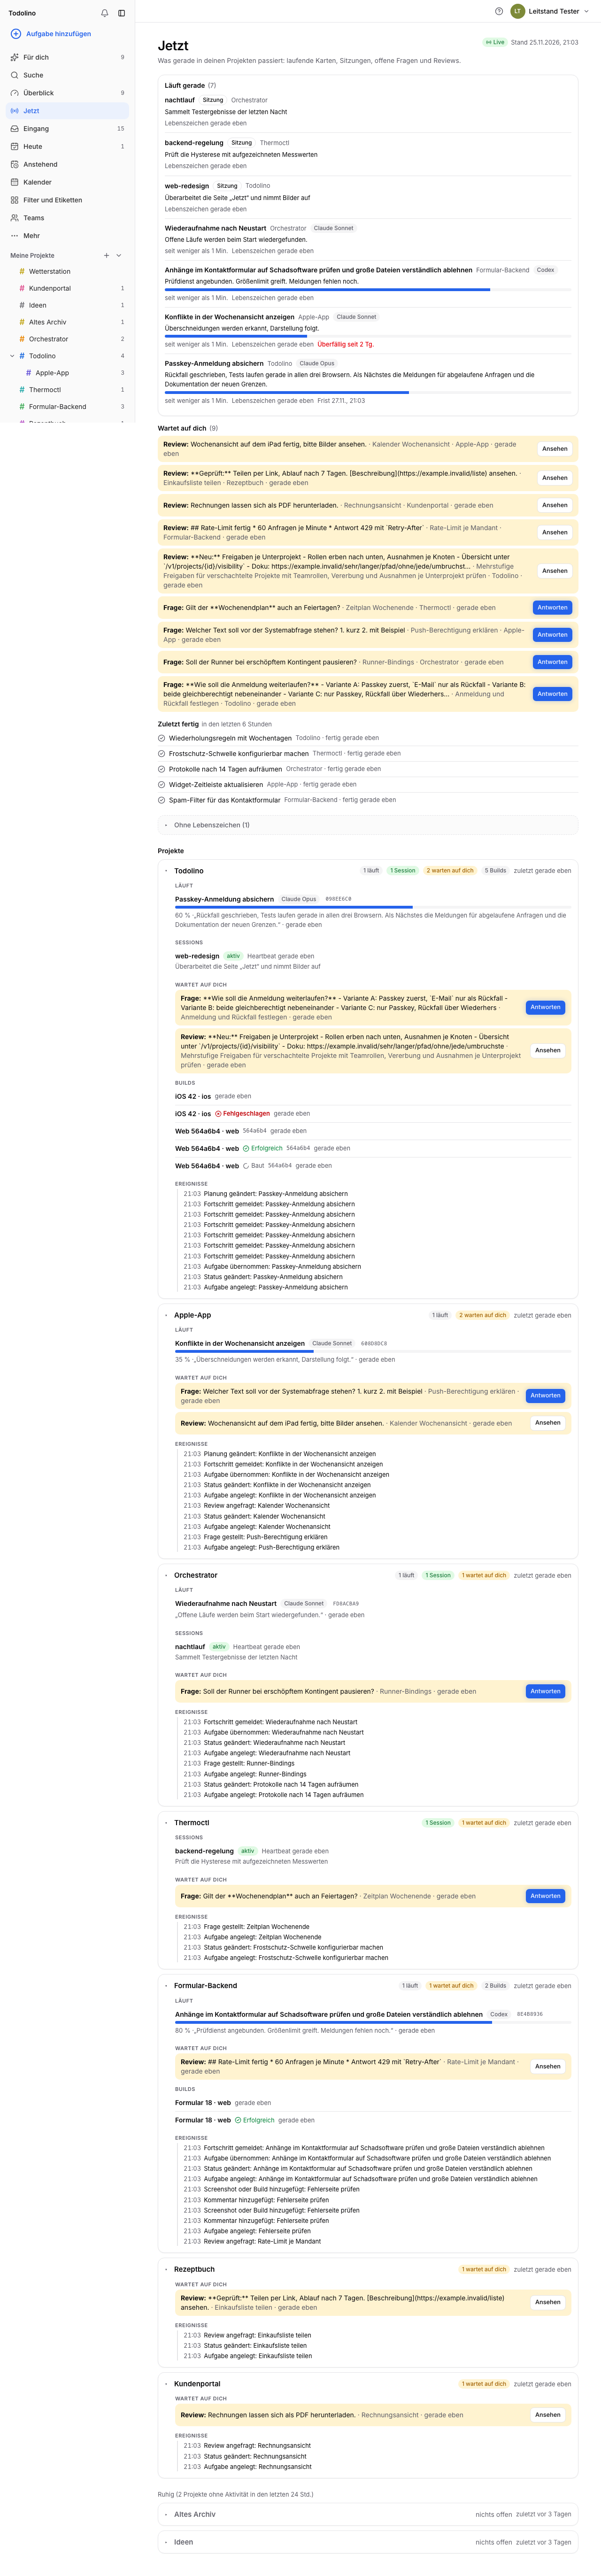 Todolino
Aufgabe hinzufügen
Für dich 9
Suche
Überblick 9
Jetzt
Eingang 15
Heute 1
Anstehend
Kalender
Filter und Etiketten
Teams
Mehr
Meine Projekte
# Wetterstation
# Kundenportal 1
# Ideen 1
# Altes Archiv 1
# Orchestrator 2
# Todolino 4
# Apple-App 3
# Thermoctl 1
# Formular-Backend 3
LT Leitstand Tester
Jetzt
Live Stand 25.11.2026, 21:03
Was gerade in deinen Projekten passiert: laufende Karten, Sitzungen, offene Fragen und Reviews.
Läuft gerade (7)
nachtlauf Sitzung Orchestrator
Sammelt Testergebnisse der letzten Nacht
Lebenszeichen gerade eben
backend-regelung Sitzung Thermoctl
Prüft die Hysterese mit aufgezeichneten Messwerten
Lebenszeichen gerade eben
web-redesign Sitzung Todolino
Überarbeitet die Seite „Jetzt" und nimmt Bilder auf
Lebenszeichen gerade eben
Wiederaufnahme nach Neustart Orchestrator Claude Sonnet
Offene Läufe werden beim Start wiedergefunden.
seit weniger als 1 Min. Lebenszeichen gerade eben
Anhänge im Kontaktformular auf Schadsoftware prüfen und große Dateien verständlich ablehnen Formular-Backend Codex
Prüfdienst angebunden. Größenlimit greift. Meldungen fehlen noch.
seit weniger als 1 Min. Lebenszeichen gerade eben
Konflikte in der Wochenansicht anzeigen Apple-App Claude Sonnet
Überschneidungen werden erkannt, Darstellung folgt.
seit weniger als 1 Min. Lebenszeichen gerade eben Überfällig seit 2 Tg.
Passkey-Anmeldung absichern Todolino Claude Opus
Rückfall geschrieben, Tests laufen gerade in allen drei Browsern. Als Nächstes die Meldungen für abgelaufene Anfragen und die
Dokumentation der neuen Grenzen.
seit weniger als 1 Min. Lebenszeichen gerade eben Frist 27.11., 21:03
Wartet auf dich (9)
Review: Wochenansicht auf dem iPad fertig, bitte Bilder ansehen. · Kalender Wochenansicht · Apple-App · gerade
eben
Ansehen
Review: **Geprüft:** Teilen per Link, Ablauf nach 7 Tagen. [Beschreibung](https://example.invalid/liste) ansehen. ·
Einkaufsliste teilen · Rezeptbuch · gerade eben
Ansehen
Review: Rechnungen lassen sich als PDF herunterladen. · Rechnungsansicht · Kundenportal · gerade eben
Ansehen
Review: ## Rate-Limit fertig * 60 Anfragen je Minute * Antwort 429 mit `Retry-After` · Rate-Limit je Mandant ·
Formular-Backend · gerade eben
Ansehen
Review: **Neu:** Freigaben je Unterprojekt - Rollen erben nach unten, Ausnahmen je Knoten - Übersicht unter
`/v1/projects/{id}/visibility` - Doku: https://example.invalid/sehr/langer/pfad/ohne/jede/umbruchst… · Mehrstufige
Freigaben für verschachtelte Projekte mit Teamrollen, Vererbung und Ausnahmen je Unterprojekt prüfen · Todolino ·
gerade eben
Ansehen
Frage: Gilt der **Wochenendplan** auch an Feiertagen? · Zeitplan Wochenende · Thermoctl · gerade eben
Antworten
Frage: Welcher Text soll vor der Systemabfrage stehen? 1. kurz 2. mit Beispiel · Push-Berechtigung erklären · Apple-
App · gerade eben
Antworten
Frage: Soll der Runner bei erschöpftem Kontingent pausieren? · Runner-Bindings · Orchestrator · gerade eben
Antworten
Frage: **Wie soll die Anmeldung weiterlaufen?** - Variante A: Passkey zuerst, `E-Mail` nur als Rückfall - Variante B:
beide gleichberechtigt nebeneinander - Variante C: nur Passkey, Rückfall über Wiederhers… · Anmeldung und
Rückfall festlegen · Todolino · gerade eben
Antworten
Zuletzt fertig in den letzten 6 Stunden
Wiederholungsregeln mit Wochentagen Todolino · fertig gerade eben
Frostschutz-Schwelle konfigurierbar machen Thermoctl · fertig gerade eben
Protokolle nach 14 Tagen aufräumen Orchestrator · fertig gerade eben
Widget-Zeitleiste aktualisieren Apple-App · fertig gerade eben
Spam-Filter für das Kontaktformular Formular-Backend · fertig gerade eben
Ohne Lebenszeichen (1)
Projekte
Todolino 1 läuft 1 Session 2 warten auf dich 5 Builds zuletzt gerade eben
LÄUFT
Passkey-Anmeldung absichern Claude Opus
60 % · „Rückfall geschrieben, Tests laufen gerade in allen drei Browsern. Als Nächstes die Meldungen für abgelaufene Anfragen und die
Dokumentation der neuen Grenzen." · gerade eben
SESSIONS
web-redesign aktiv Heartbeat gerade eben
Überarbeitet die Seite „Jetzt" und nimmt Bilder auf
WARTET AUF DICH
Frage: **Wie soll die Anmeldung weiterlaufen?** - Variante A: Passkey zuerst, `E-Mail` nur als Rückfall -
Variante B: beide gleichberechtigt nebeneinander - Variante C: nur Passkey, Rückfall über Wiederhers ·
Anmeldung und Rückfall festlegen · gerade eben
Antworten
Review: **Neu:** Freigaben je Unterprojekt - Rollen erben nach unten, Ausnahmen je Knoten - Übersicht
unter `/v1/projects/{id}/visibility` - Doku: https://example.invalid/sehr/langer/pfad/ohne/jede/umbruchste ·
Mehrstufige Freigaben für verschachtelte Projekte mit Teamrollen, Vererbung und Ausnahmen je Unterprojekt
prüfen · gerade eben
Ansehen
BUILDS
iOS 42 · ios gerade eben
iOS 42 · ios Fehlgeschlagen gerade eben
Web 564a6b4 · web 564a6b4 gerade eben
Web 564a6b4 · web Erfolgreich 564a6b4 gerade eben
Web 564a6b4 · web Baut 564a6b4 gerade eben
EREIGNISSE
21:03 Planung geändert: Passkey-Anmeldung absichern
21:03 Fortschritt gemeldet: Passkey-Anmeldung absichern
21:03 Fortschritt gemeldet: Passkey-Anmeldung absichern
21:03 Fortschritt gemeldet: Passkey-Anmeldung absichern
21:03 Fortschritt gemeldet: Passkey-Anmeldung absichern
21:03 Fortschritt gemeldet: Passkey-Anmeldung absichern
21:03 Fortschritt gemeldet: Passkey-Anmeldung absichern
21:03 Aufgabe übernommen: Passkey-Anmeldung absichern
21:03 Status geändert: Passkey-Anmeldung absichern
21:03 Aufgabe angelegt: Passkey-Anmeldung absichern
Apple-App 1 läuft 2 warten auf dich zuletzt gerade eben
LÄUFT
Konflikte in der Wochenansicht anzeigen Claude Sonnet
35 % · „Überschneidungen werden erkannt, Darstellung folgt." · gerade eben
WARTET AUF DICH
Frage: Welcher Text soll vor der Systemabfrage stehen? 1. kurz 2. mit Beispiel · Push-Berechtigung erklären ·
gerade eben
Antworten
Review: Wochenansicht auf dem iPad fertig, bitte Bilder ansehen. · Kalender Wochenansicht · gerade eben
Ansehen
EREIGNISSE
21:03 Planung geändert: Konflikte in der Wochenansicht anzeigen
21:03 Fortschritt gemeldet: Konflikte in der Wochenansicht anzeigen
21:03 Aufgabe übernommen: Konflikte in der Wochenansicht anzeigen
21:03 Status geändert: Konflikte in der Wochenansicht anzeigen
21:03 Aufgabe angelegt: Konflikte in der Wochenansicht anzeigen
21:03 Review angefragt: Kalender Wochenansicht
21:03 Status geändert: Kalender Wochenansicht
21:03 Aufgabe angelegt: Kalender Wochenansicht
21:03 Frage gestellt: Push-Berechtigung erklären
21:03 Aufgabe angelegt: Push-Berechtigung erklären
Orchestrator 1 läuft 1 Session 1 wartet auf dich zuletzt gerade eben
LÄUFT
Wiederaufnahme nach Neustart Claude Sonnet
„Offene Läufe werden beim Start wiedergefunden." · gerade eben
SESSIONS
nachtlauf aktiv Heartbeat gerade eben
Sammelt Testergebnisse der letzten Nacht
WARTET AUF DICH
Frage: Soll der Runner bei erschöpftem Kontingent pausieren? · Runner-Bindings · gerade eben
Antworten
EREIGNISSE
21:03 Fortschritt gemeldet: Wiederaufnahme nach Neustart
21:03 Aufgabe übernommen: Wiederaufnahme nach Neustart
21:03 Status geändert: Wiederaufnahme nach Neustart
21:03 Aufgabe angelegt: Wiederaufnahme nach Neustart
21:03 Frage gestellt: Runner-Bindings
21:03 Aufgabe angelegt: Runner-Bindings
21:03 Status geändert: Protokolle nach 14 Tagen aufräumen
21:03 Aufgabe angelegt: Protokolle nach 14 Tagen aufräumen
Thermoctl 1 Session 1 wartet auf dich zuletzt gerade eben
SESSIONS
backend-regelung aktiv Heartbeat gerade eben
Prüft die Hysterese mit aufgezeichneten Messwerten
WARTET AUF DICH
Frage: Gilt der **Wochenendplan** auch an Feiertagen? · Zeitplan Wochenende · gerade eben
Antworten
EREIGNISSE
21:03 Frage gestellt: Zeitplan Wochenende
21:03 Aufgabe angelegt: Zeitplan Wochenende
21:03 Status geändert: Frostschutz-Schwelle konfigurierbar machen
21:03 Aufgabe angelegt: Frostschutz-Schwelle konfigurierbar machen
Formular-Backend 1 läuft 1 wartet auf dich 2 Builds zuletzt gerade eben
LÄUFT
Anhänge im Kontaktformular auf Schadsoftware prüfen und große Dateien verständlich ablehnen Codex
80 % · „Prüfdienst angebunden. Größenlimit greift. Meldungen fehlen noch." · gerade eben
WARTET AUF DICH
Review: ## Rate-Limit fertig * 60 Anfragen je Minute * Antwort 429 mit `Retry-After` · Rate-Limit je Mandant ·
gerade eben
Ansehen
BUILDS
Formular 18 · web gerade eben
Formular 18 · web Erfolgreich gerade eben
EREIGNISSE
21:03 Fortschritt gemeldet: Anhänge im Kontaktformular auf Schadsoftware prüfen und große Dateien verständlich ablehnen
21:03 Aufgabe übernommen: Anhänge im Kontaktformular auf Schadsoftware prüfen und große Dateien verständlich ablehnen
21:03 Status geändert: Anhänge im Kontaktformular auf Schadsoftware prüfen und große Dateien verständlich ablehnen
21:03 Aufgabe angelegt: Anhänge im Kontaktformular auf Schadsoftware prüfen und große Dateien verständlich ablehnen
21:03 Screenshot oder Build hinzugefügt: Fehlerseite prüfen
21:03 Kommentar hinzugefügt: Fehlerseite prüfen
21:03 Screenshot oder Build hinzugefügt: Fehlerseite prüfen
21:03 Kommentar hinzugefügt: Fehlerseite prüfen
21:03 Aufgabe angelegt: Fehlerseite prüfen
21:03 Review angefragt: Rate-Limit je Mandant
Rezeptbuch 1 wartet auf dich zuletzt gerade eben
WARTET AUF DICH
Review: **Geprüft:** Teilen per Link, Ablauf nach 7 Tagen. [Beschreibung](https://example.invalid/liste)
ansehen. · Einkaufsliste teilen · gerade eben
Ansehen
EREIGNISSE
21:03 Review angefragt: Einkaufsliste teilen
21:03 Status geändert: Einkaufsliste teilen
21:03 Aufgabe angelegt: Einkaufsliste teilen
Kundenportal 1 wartet auf dich zuletzt gerade eben
WARTET AUF DICH
Review: Rechnungen lassen sich als PDF herunterladen. · Rechnungsansicht · gerade eben
Ansehen
EREIGNISSE
21:03 Review angefragt: Rechnungsansicht
21:03 Status geändert: Rechnungsansicht
21:03 Aufgabe angelegt: Rechnungsansicht
Ruhig (2 Projekte ohne Aktivität in den letzten 24 Std.)
Altes Archiv nichts offen zuletzt vor 3 Tagen
Ideen nichts offen zuletzt vor 3 Tagen